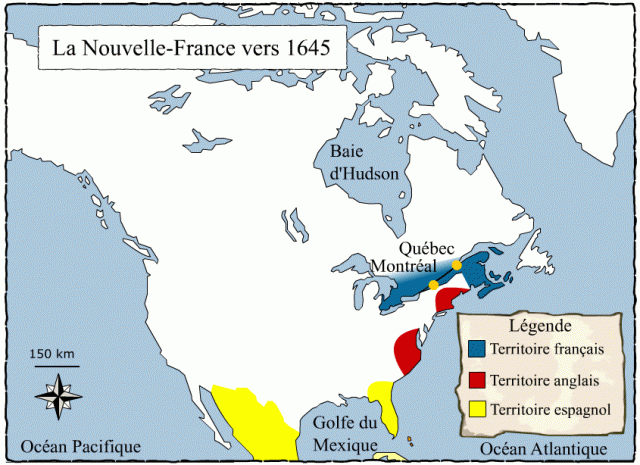 La Nouvelle-France vers 1645
Baie
d'Hudson
Québec
Montréal
Légende
Territoire français
Territoire anglais
Territoire espagnol
150 km
Golfe du
Mexique
Océan Pacifique
Océan Atlantique